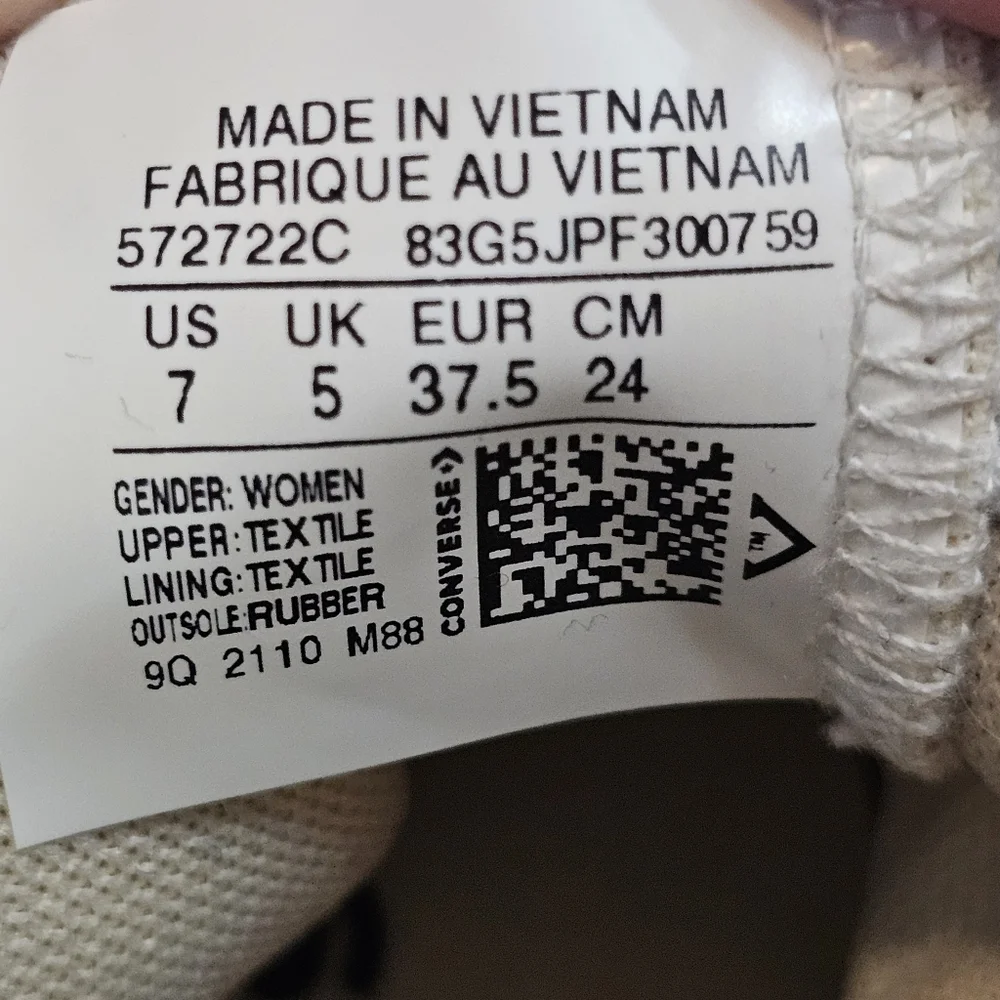 MADE IN VIETNAM
FABRIQUE AU VIETNAM
572722C 83G5JPF300759
US UK EUR CM
7 5 37.5 24
GENDER: WOMEN
UPPER: TEXTILE
LINING: TEXTILE
OUTSOLE:RUBBER
9Q 2110 M88
CONVERSE
TM